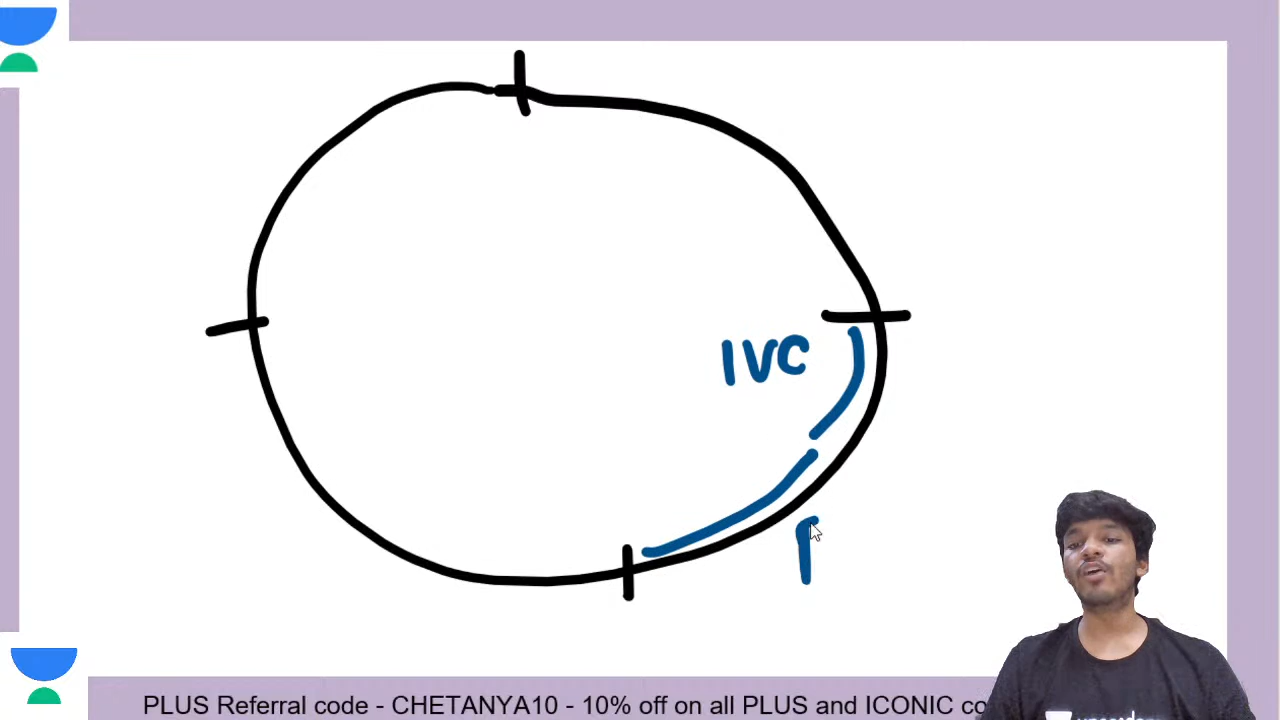 IVC
PLUS Referral code - CHETANYA10 - 10% off on all PLUS and ICONIC co